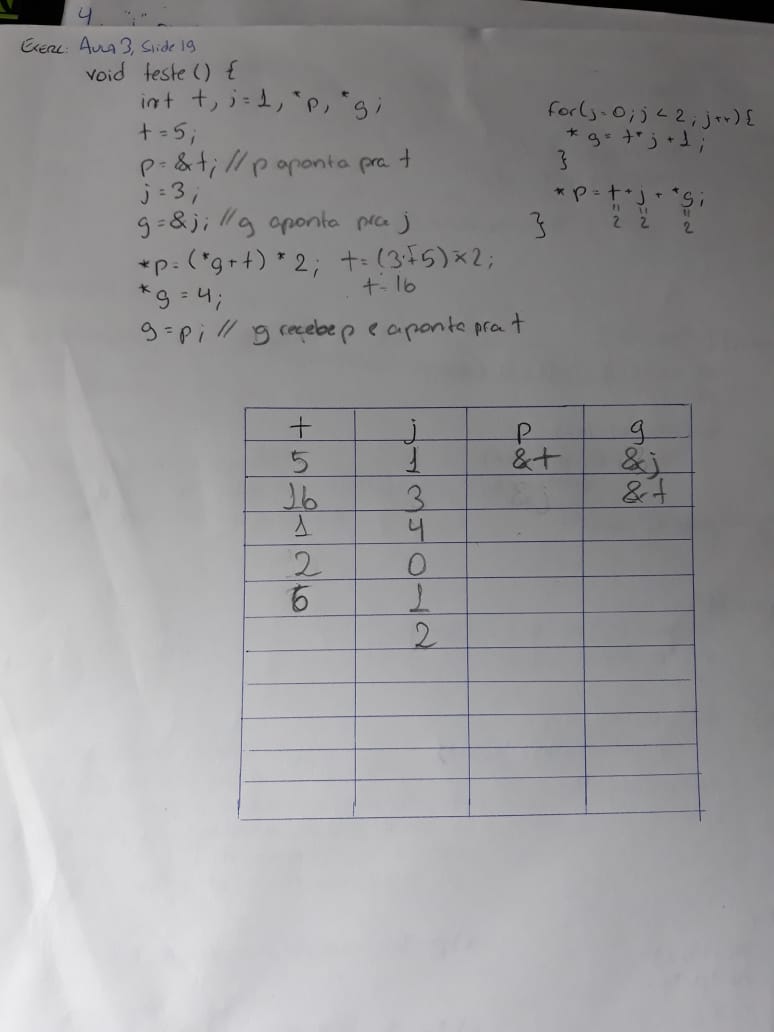 4.
EXERC: Aula 3, Slide 19
void teste() {
int t, j=1, *p, *g;
t=5;
p=&t; // p aponta pra t
j=3;
g=&j; // g aponta pra j
*p=(*g+t) * 2; t=(3+5)×2;
t=16
*g=4;
g=p; // g recebe p e aponta pra t
for(j=0; j<2; j++){
*g=t*j+1;
}
*p=t+j+*g;
" " "
2 2 2
}
t j p g
5 1 &t &j
16 3 &t
1 4
2 0
6 1
2